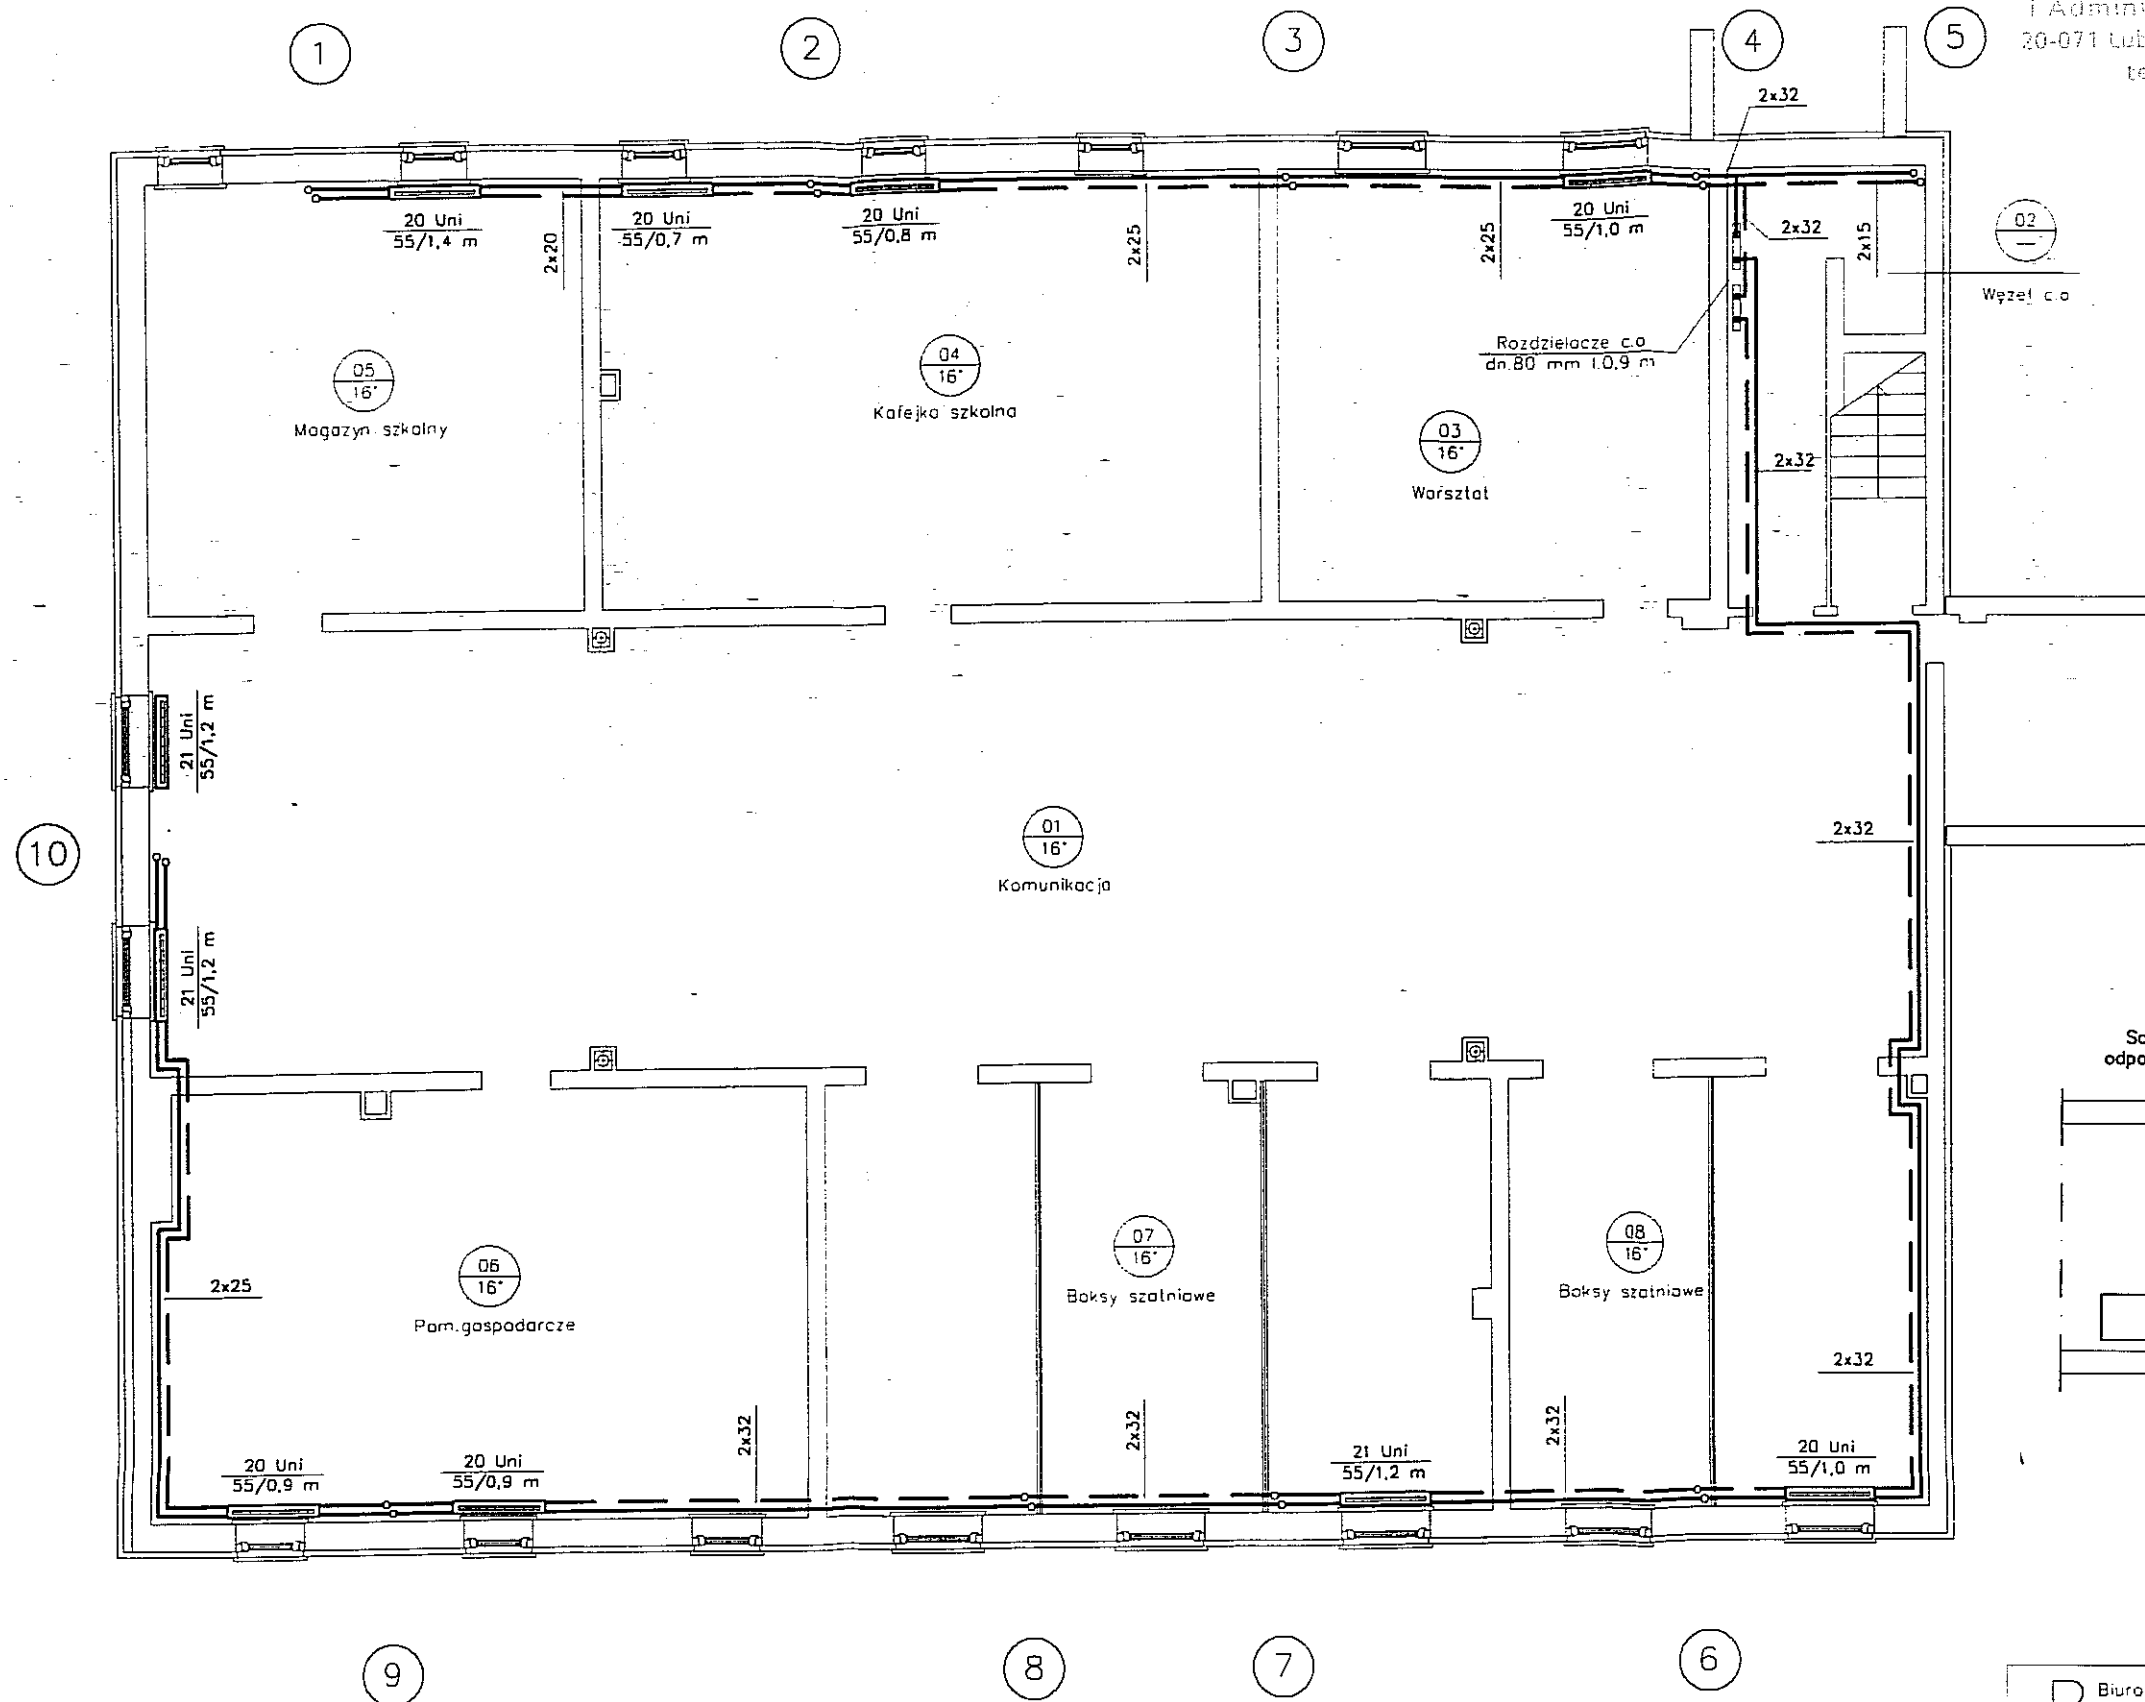 1
2
3
4
5
20-071
2x32
20 Uni
55/1,4 m
2x20
20 Uni
55/0,7 m
20 Uni
55/0,8 m
2x25
2x25
20 Uni
55/1,0 m
2x32
2x15
02
Węzeł c.o
Rozdzielacze c.o
dn.80 mm l.0,9 m
05
16°
Magazyn szkolny
04
16°
Kafejka szkolna
03
16°
Warsztat
2x32
21 Uni
55/1,2 m
10
01
16°
Komunikacja
2x32
21 Uni
55/1,2 m
06
16°
Pom.gospodarcze
2x25
07
16°
Boksy szatniowe
08
16°
Boksy szatniowe
2x32
2x32
2x32
2x32
20 Uni
55/0,9 m
20 Uni
55/0,9 m
21 Uni
55/1,2 m
20 Uni
55/1,0 m
9
8
7
6
Biuro